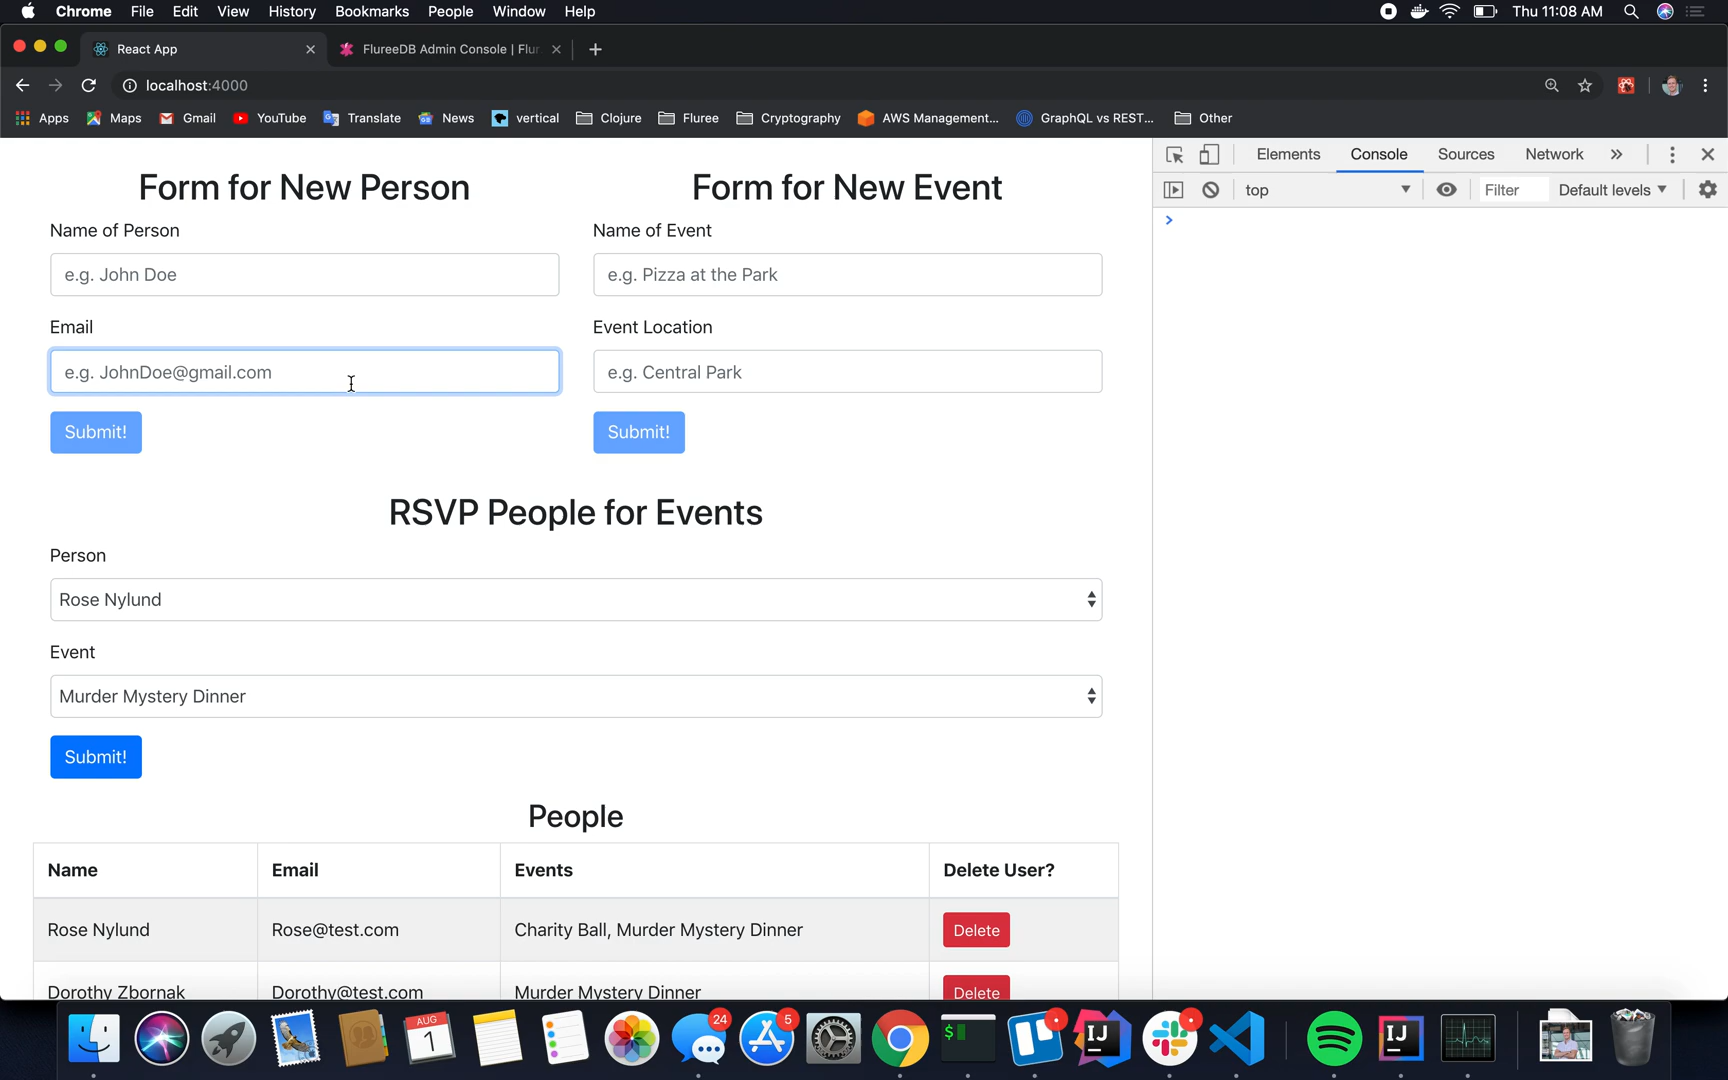 Chrome File Edit View History Bookmarks People Window Help Thu 11:08 AM
React App FlureeDB Admin Console | Flur
localhost:4000
Apps Maps Gmail YouTube Translate News vertical Clojure Fluree Cryptography AWS Management... GraphQL vs REST... Other
Elements Console Sources Network »
top Filter Default levels
Form for New Person
Name of Person
e.g. John Doe
Email
e.g. JohnDoe@gmail.com
Submit!
Form for New Event
Name of Event
e.g. Pizza at the Park
Event Location
e.g. Central Park
Submit!
RSVP People for Events
Person
Rose Nylund
Event
Murder Mystery Dinner
Submit!
People
Name Email Events Delete User?
Rose Nylund Rose@test.com Charity Ball, Murder Mystery Dinner Delete
Dorothy Zbornak Dorothy@test.com Murder Mystery Dinner Delete
AUG 1 24 5 $ IJ IJ